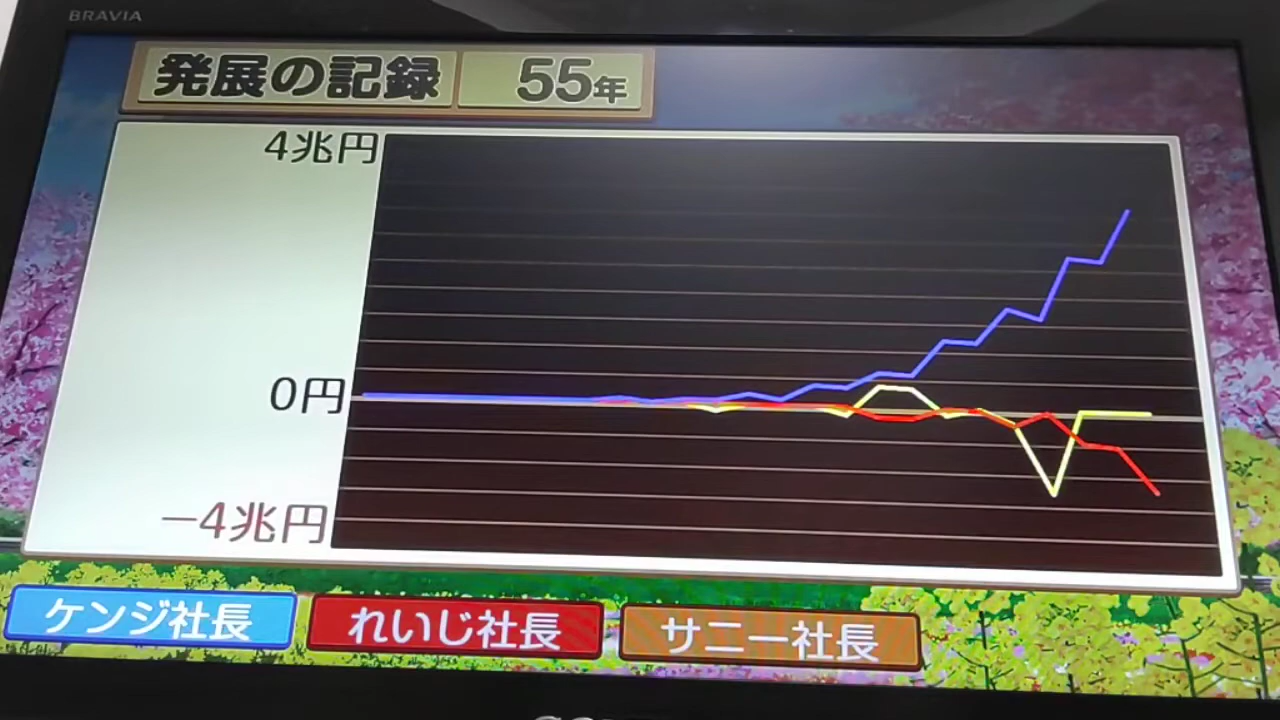 BRAVIA
発展の記録 55年
4兆円
0円
-4兆円
ケンジ社長 れいじ社長 サニー社長